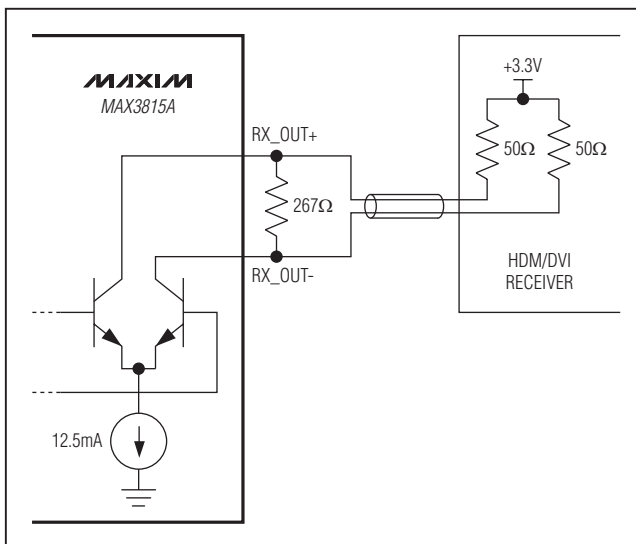 MAXIM
MAX3815A
RX_OUT+
267Ω
RX_OUT-
12.5mA
+3.3V
50Ω
50Ω
HDM/DVI
RECEIVER